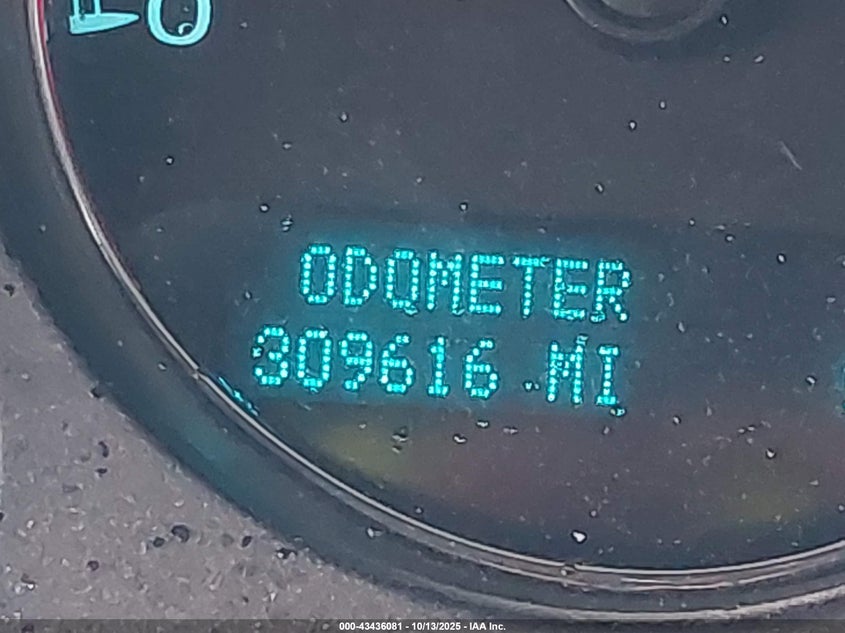 ODOMETER
309616 MI
000-43436081 - 10/13/2025 - IAA Inc.